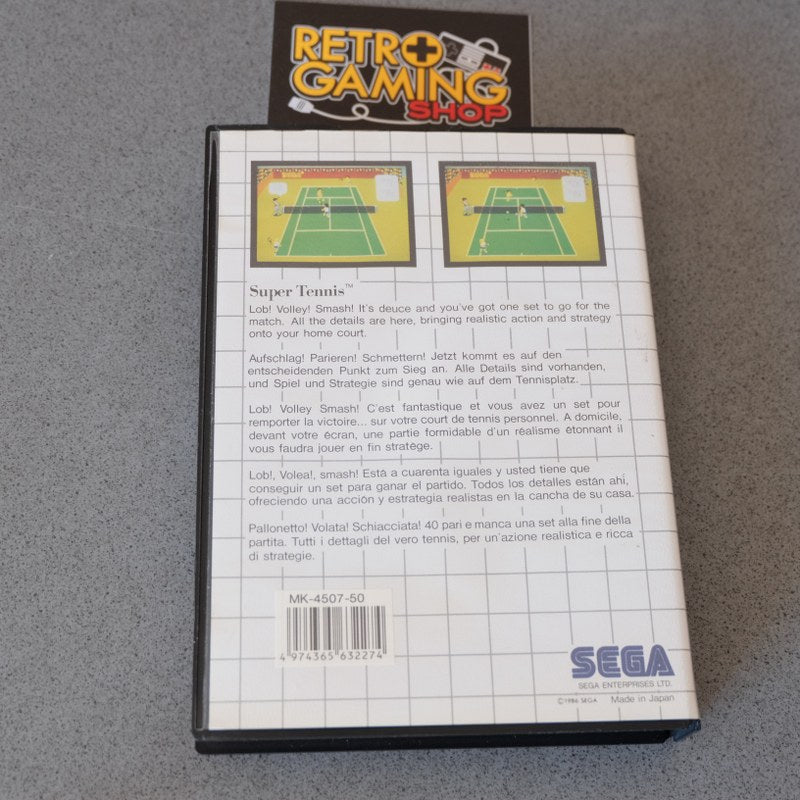 RETRO
GAMING
SHOP
Super Tennis™
Lob! Volley! Smash! It's deuce and you've got one set to go for the
match. All the details are here, bringing realistic action and strategy
onto your home court.
Aufschlag! Parieren! Schmettern! Jetzt kommt es auf den
entscheidenden Punkt zum Sieg an. Alle Details sind vorhanden,
und Spiel und Strategie sind genau wie auf dem Tennisplatz.
Lob! Volley Smash! C'est fantastique et vous avez un set pour
remporter la victoire... sur votre court de tennis personnel. A domicile,
devant votre écran, une partie formidable d'un réalisme étonnant il
vous faudra jouer en fin stratége.
Lob!, Volea!, smash! Está a cuarenta iguales y usted tiene que
conseguir un set para ganar el partido. Todos los detalles están ahí,
ofreciendo una acción y estrategia realistas en la cancha de su casa.
Pallonetto! Volata! Schiacciata! 40 pari e manca una set alla fine della
partita. Tutti i dettagli del vero tennis, per un'azione realistica e ricca
di strategie.
MK-4507-50
4 974365 632274
SEGA
SEGA ENTERPRISES LTD.
©1986 SEGA Made in Japan